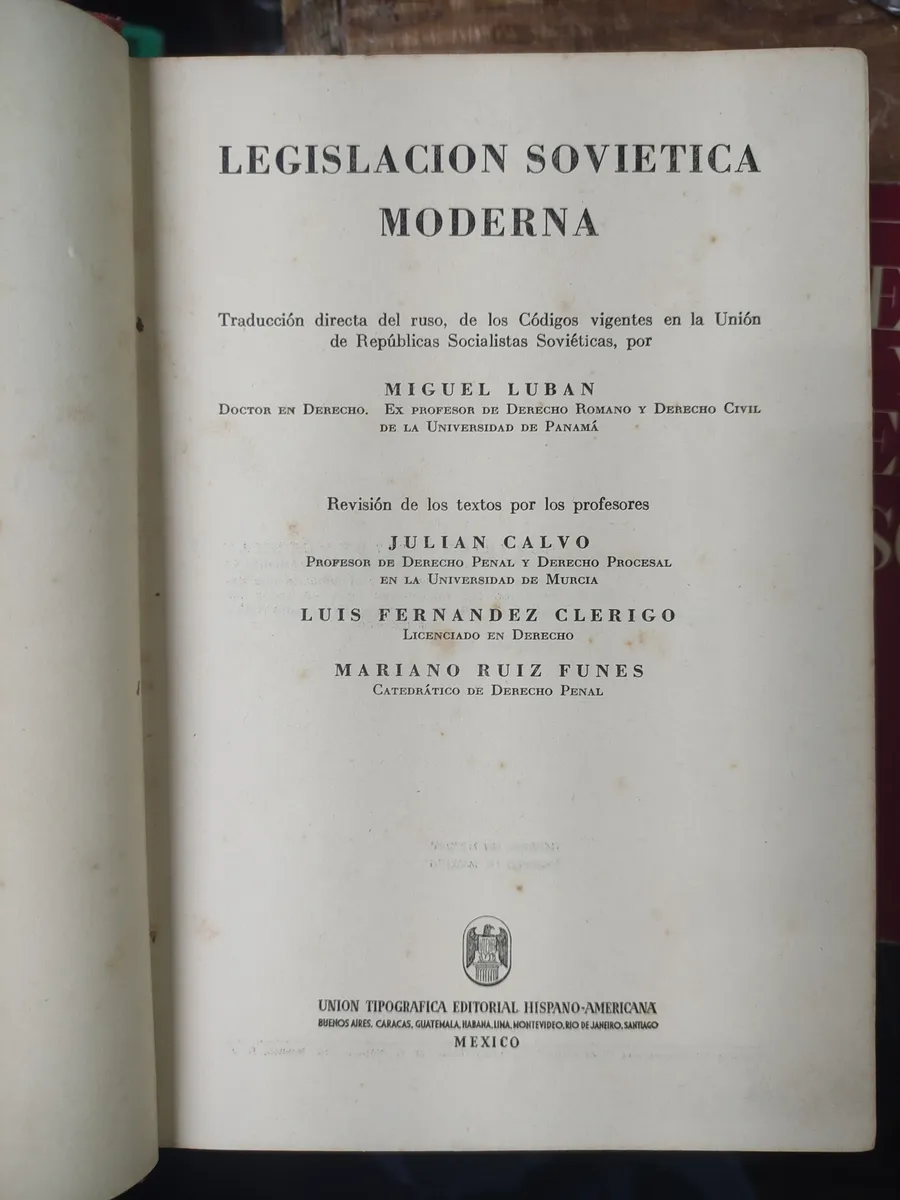 LEGISLACION SOVIETICA
MODERNA
Traducción directa del ruso, de los Códigos vigentes en la Unión
de Repúblicas Socialistas Soviéticas, por
MIGUEL LUBAN
DOCTOR EN DERECHO. EX PROFESOR DE DERECHO ROMANO Y DERECHO CIVIL
DE LA UNIVERSIDAD DE PANAMÁ
Revisión de los textos por los profesores
JULIAN CALVO
PROFESOR DE DERECHO PENAL Y DERECHO PROCESAL
EN LA UNIVERSIDAD DE MURCIA
LUIS FERNANDEZ CLERIGO
LICENCIADO EN DERECHO
MARIANO RUIZ FUNES
CATEDRÁTICO DE DERECHO PENAL
UNION TIPOGRAFICA EDITORIAL HISPANO-AMERICANA
BUENOS AIRES, CARACAS, GUATEMALA, HABANA, LIMA, MONTEVIDEO, RIO DE JANEIRO, SANTIAGO
MEXICO